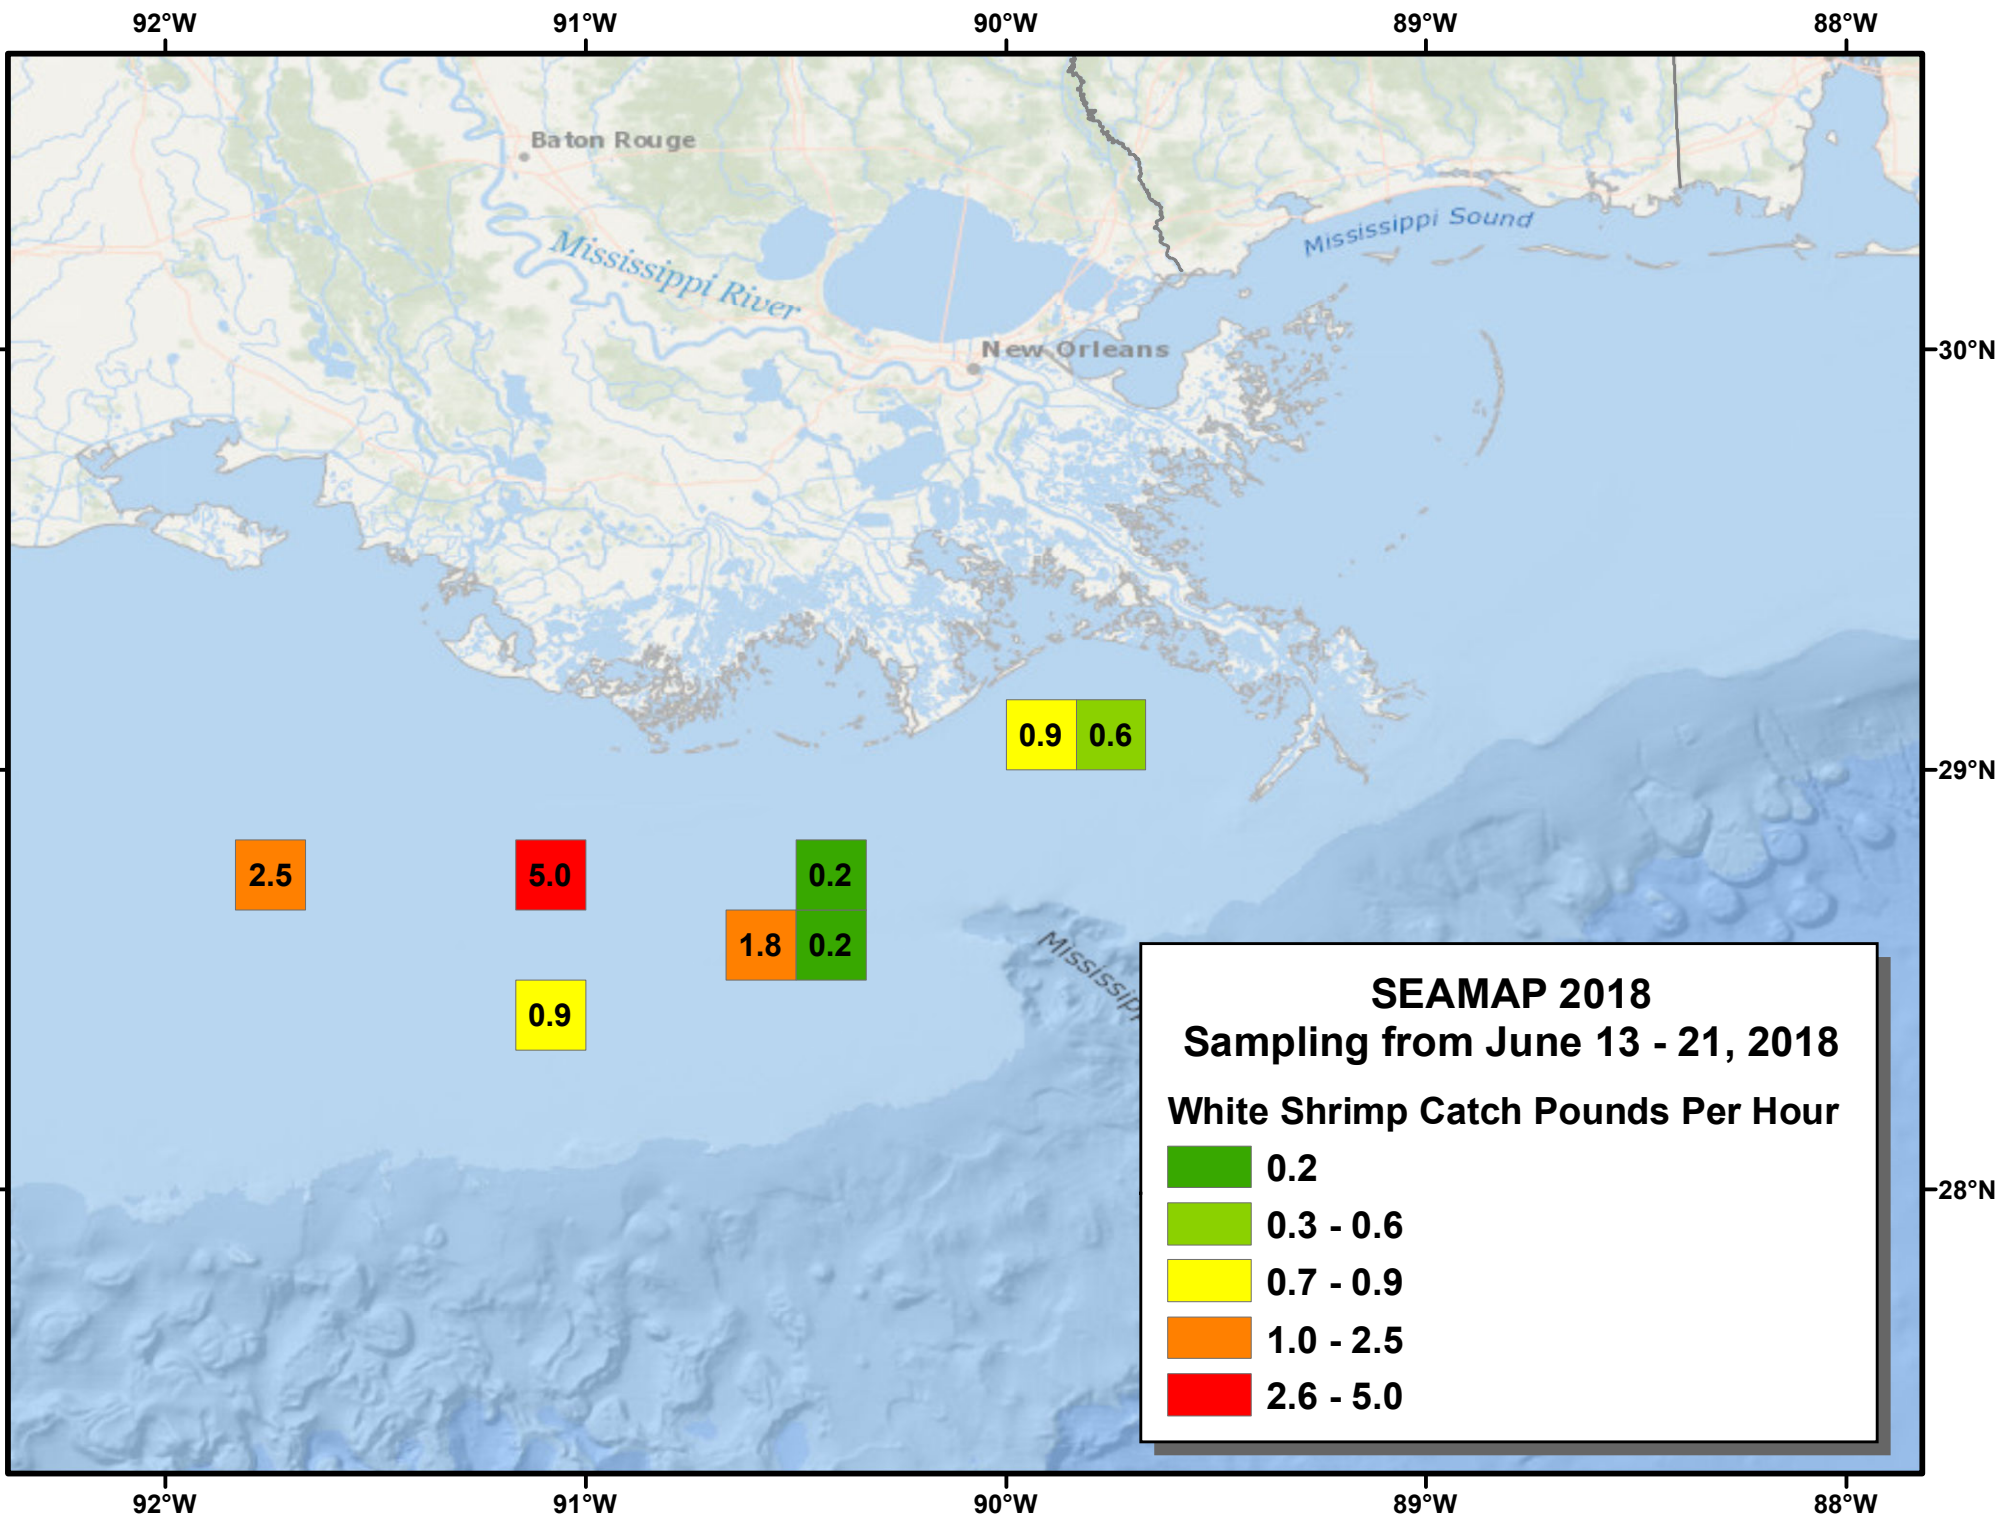 92°W 91°W 90°W 89°W 88°W
Baton Rouge
Mississippi Sound
Mississippi River
New Orleans
30°N
0.9 0.6
29°N
2.5 5.0 0.2
1.8 0.2
0.9
SEAMAP 2018
Sampling from June 13 - 21, 2018
White Shrimp Catch Pounds Per Hour
0.2
0.3 - 0.6
28°N
0.7 - 0.9
1.0 - 2.5
2.6 - 5.0
92°W 91°W 90°W 89°W 88°W